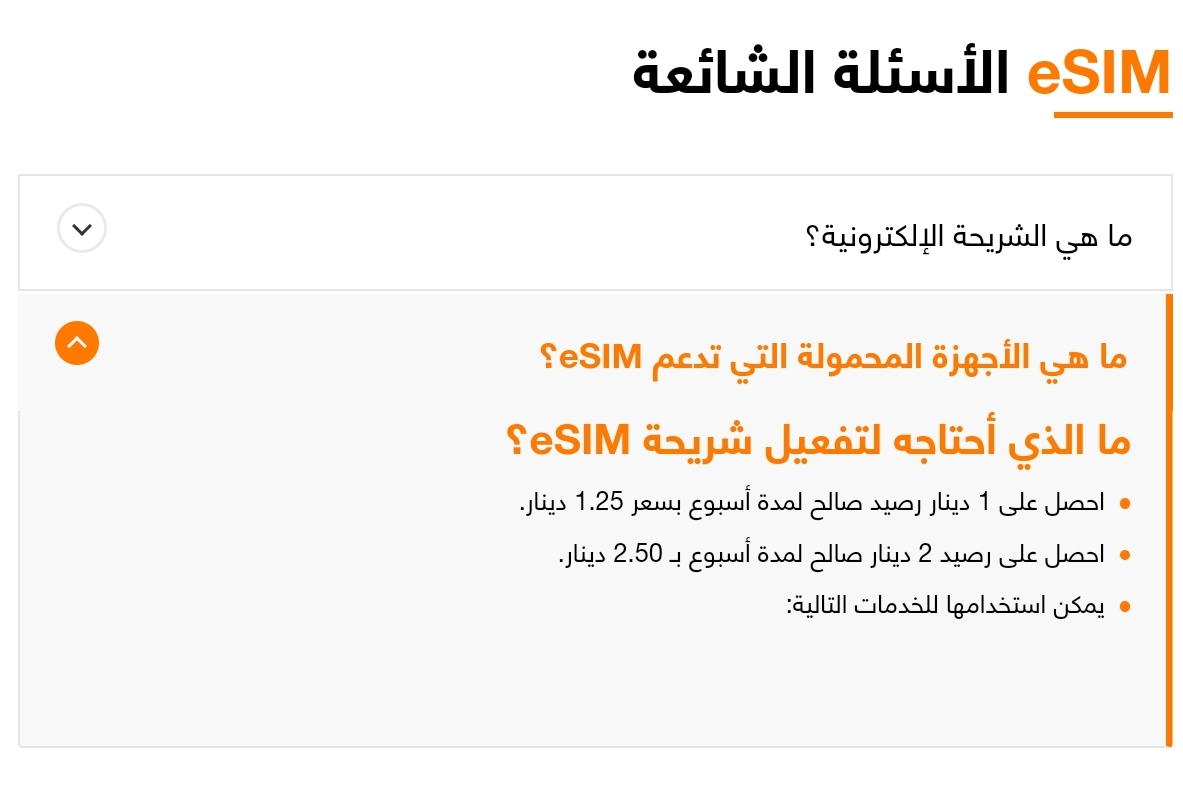 eSIM الأسئلة الشائعة
ما هي الشريحة الإلكترونية؟
ما هي الأجهزة المحمولة التي تدعم eSIM؟
ما الذي أحتاجه لتفعيل شريحة eSIM؟
احصل على 1 دينار رصيد صالح لمدة أسبوع بسعر 1.25 دينار.
احصل على رصيد 2 دينار صالح لمدة أسبوع بـ 2.50 دينار.
يمكن استخدامها للخدمات التالية: